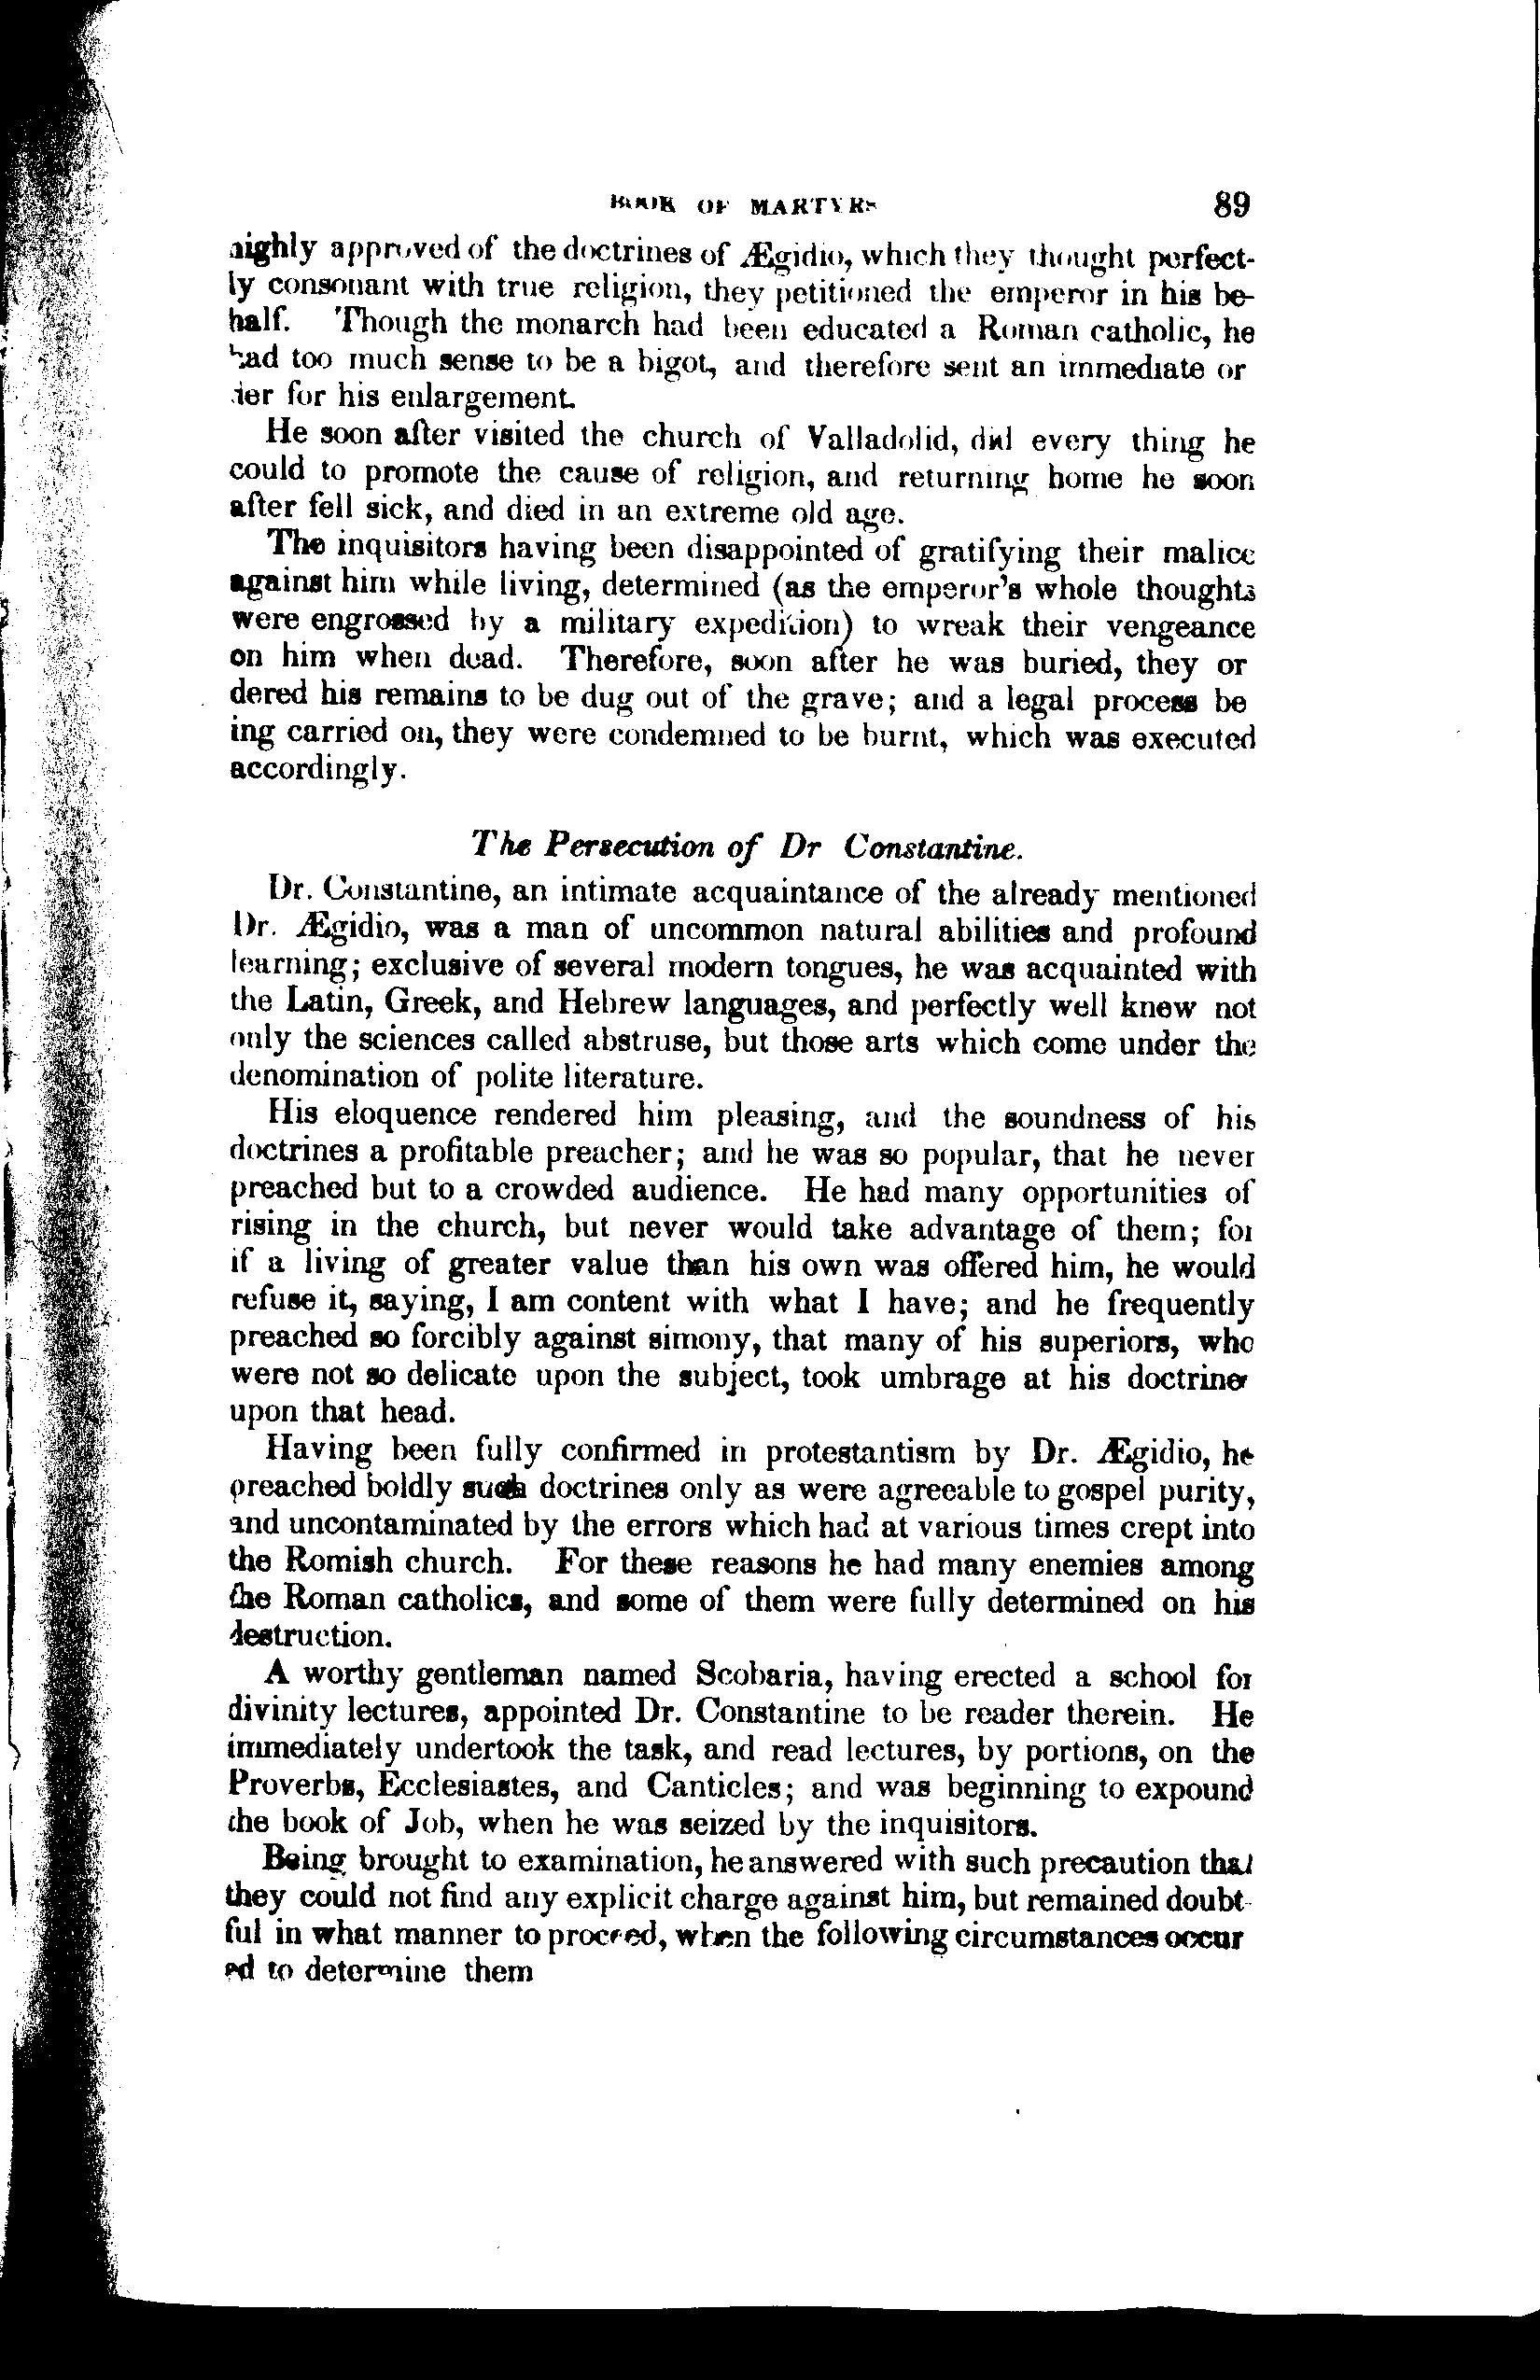 BOOK OF MARTYRS 89
highly approved of the doctrines of Ægidio, which they thought perfect-
ly consonant with true religion, they petitioned the emperor in his be-
half. Though the monarch had been educated a Roman catholic, he
had too much sense to be a bigot, and therefore sent an immediate or
der for his enlargement.
He soon after visited the church of Valladolid, did every thing he
could to promote the cause of religion, and returning home he soon
after fell sick, and died in an extreme old age.
The inquisitors having been disappointed of gratifying their malice
against him while living, determined (as the emperor's whole thoughts
were engrossed by a military expedition) to wreak their vengeance
on him when dead. Therefore, soon after he was buried, they or
dered his remains to be dug out of the grave; and a legal process be
ing carried on, they were condemned to be burnt, which was executed
accordingly.
The Persecution of Dr Constantine.
Dr. Constantine, an intimate acquaintance of the already mentioned
Dr. Ægidio, was a man of uncommon natural abilities and profound
learning; exclusive of several modern tongues, he was acquainted with
the Latin, Greek, and Hebrew languages, and perfectly well knew not
only the sciences called abstruse, but those arts which come under the
denomination of polite literature.
His eloquence rendered him pleasing, and the soundness of his
doctrines a profitable preacher; and he was so popular, that he never
preached but to a crowded audience. He had many opportunities of
rising in the church, but never would take advantage of them; for
if a living of greater value than his own was offered him, he would
refuse it, saying, I am content with what I have; and he frequently
preached so forcibly against simony, that many of his superiors, who
were not so delicate upon the subject, took umbrage at his doctrines
upon that head.
Having been fully confirmed in protestantism by Dr. Ægidio, he
preached boldly such doctrines only as were agreeable to gospel purity,
and uncontaminated by the errors which had at various times crept into
the Romish church. For these reasons he had many enemies among
the Roman catholics, and some of them were fully determined on his
destruction.
A worthy gentleman named Scobaria, having erected a school for
divinity lectures, appointed Dr. Constantine to be reader therein. He
immediately undertook the task, and read lectures, by portions, on the
Proverbs, Ecclesiastes, and Canticles; and was beginning to expound
the book of Job, when he was seized by the inquisitors.
Being brought to examination, he answered with such precaution that
they could not find any explicit charge against him, but remained doubt-
ful in what manner to proceed, when the following circumstances occur
ed to determine them